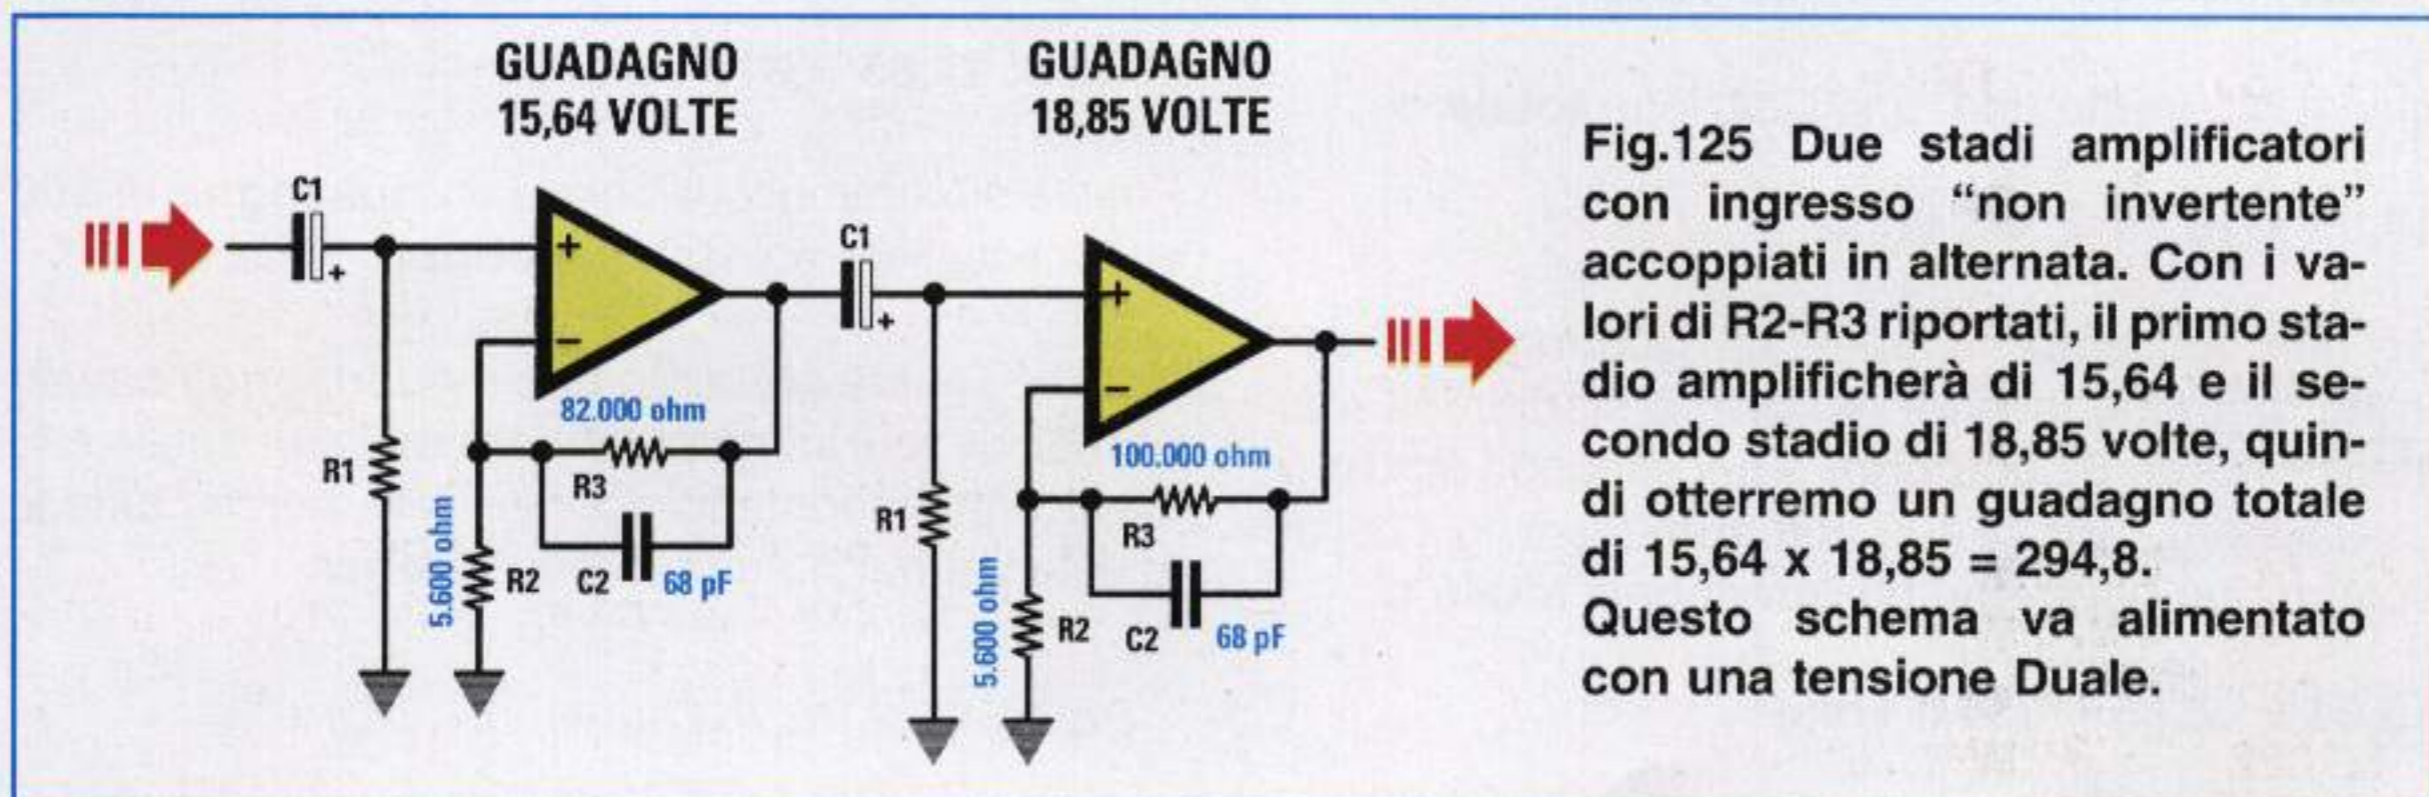 GUADAGNO
15,64 VOLTE
GUADAGNO
18,85 VOLTE
C1
+
+
−
R1
82.000 ohm
R3
5.600 ohm
R2
C2
68 pF
C1
+
+
−
R1
100.000 ohm
R3
5.600 ohm
R2
C2
68 pF
Fig.125 Due stadi amplificatori
con ingresso “non invertente”
accoppiati in alternata. Con i va-
lori di R2-R3 riportati, il primo sta-
dio amplificherà di 15,64 e il se-
condo stadio di 18,85 volte, quin-
di otterremo un guadagno totale
di 15,64 x 18,85 = 294,8.
Questo schema va alimentato
con una tensione Duale.